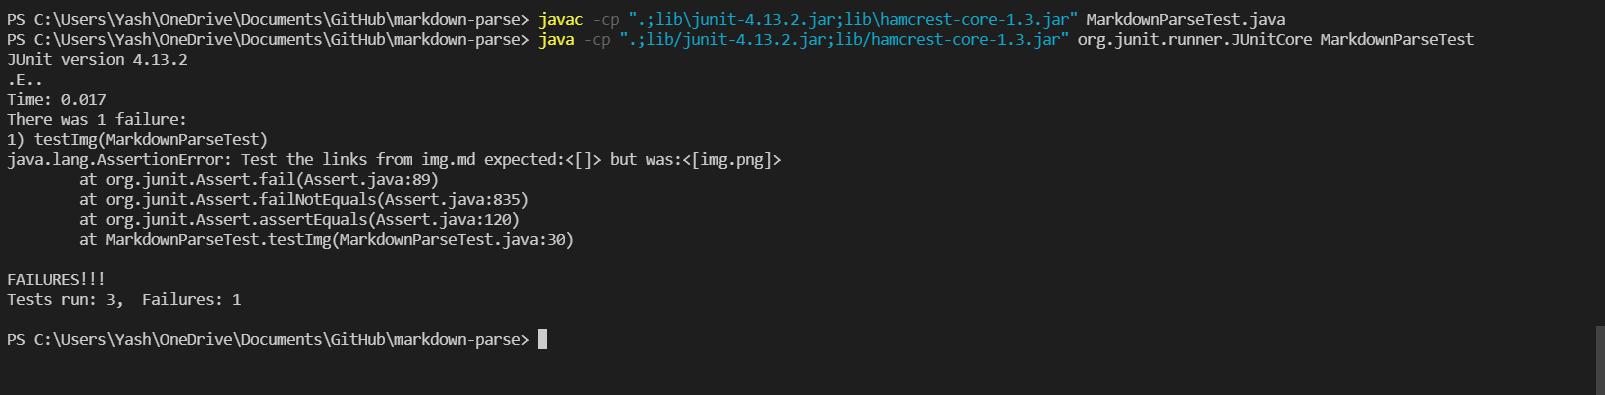 PS C:\Users\Yash\OneDrive\Documents\GitHub\markdown-parse> javac -cp ".;lib\junit-4.13.2.jar;lib\hamcrest-core-1.3.jar" MarkdownParseTest.java
PS C:\Users\Yash\OneDrive\Documents\GitHub\markdown-parse> java -cp ".;lib/junit-4.13.2.jar;lib/hamcrest-core-1.3.jar" org.junit.runner.JUnitCore MarkdownParseTest
JUnit version 4.13.2
.E..
Time: 0.017
There was 1 failure:
1) testImg(MarkdownParseTest)
java.lang.AssertionError: Test the links from img.md expected:<[]> but was:<[img.png]>
        at org.junit.Assert.fail(Assert.java:89)
        at org.junit.Assert.failNotEquals(Assert.java:835)
        at org.junit.Assert.assertEquals(Assert.java:120)
        at MarkdownParseTest.testImg(MarkdownParseTest.java:30)
FAILURES!!!
Tests run: 3,  Failures: 1
PS C:\Users\Yash\OneDrive\Documents\GitHub\markdown-parse>